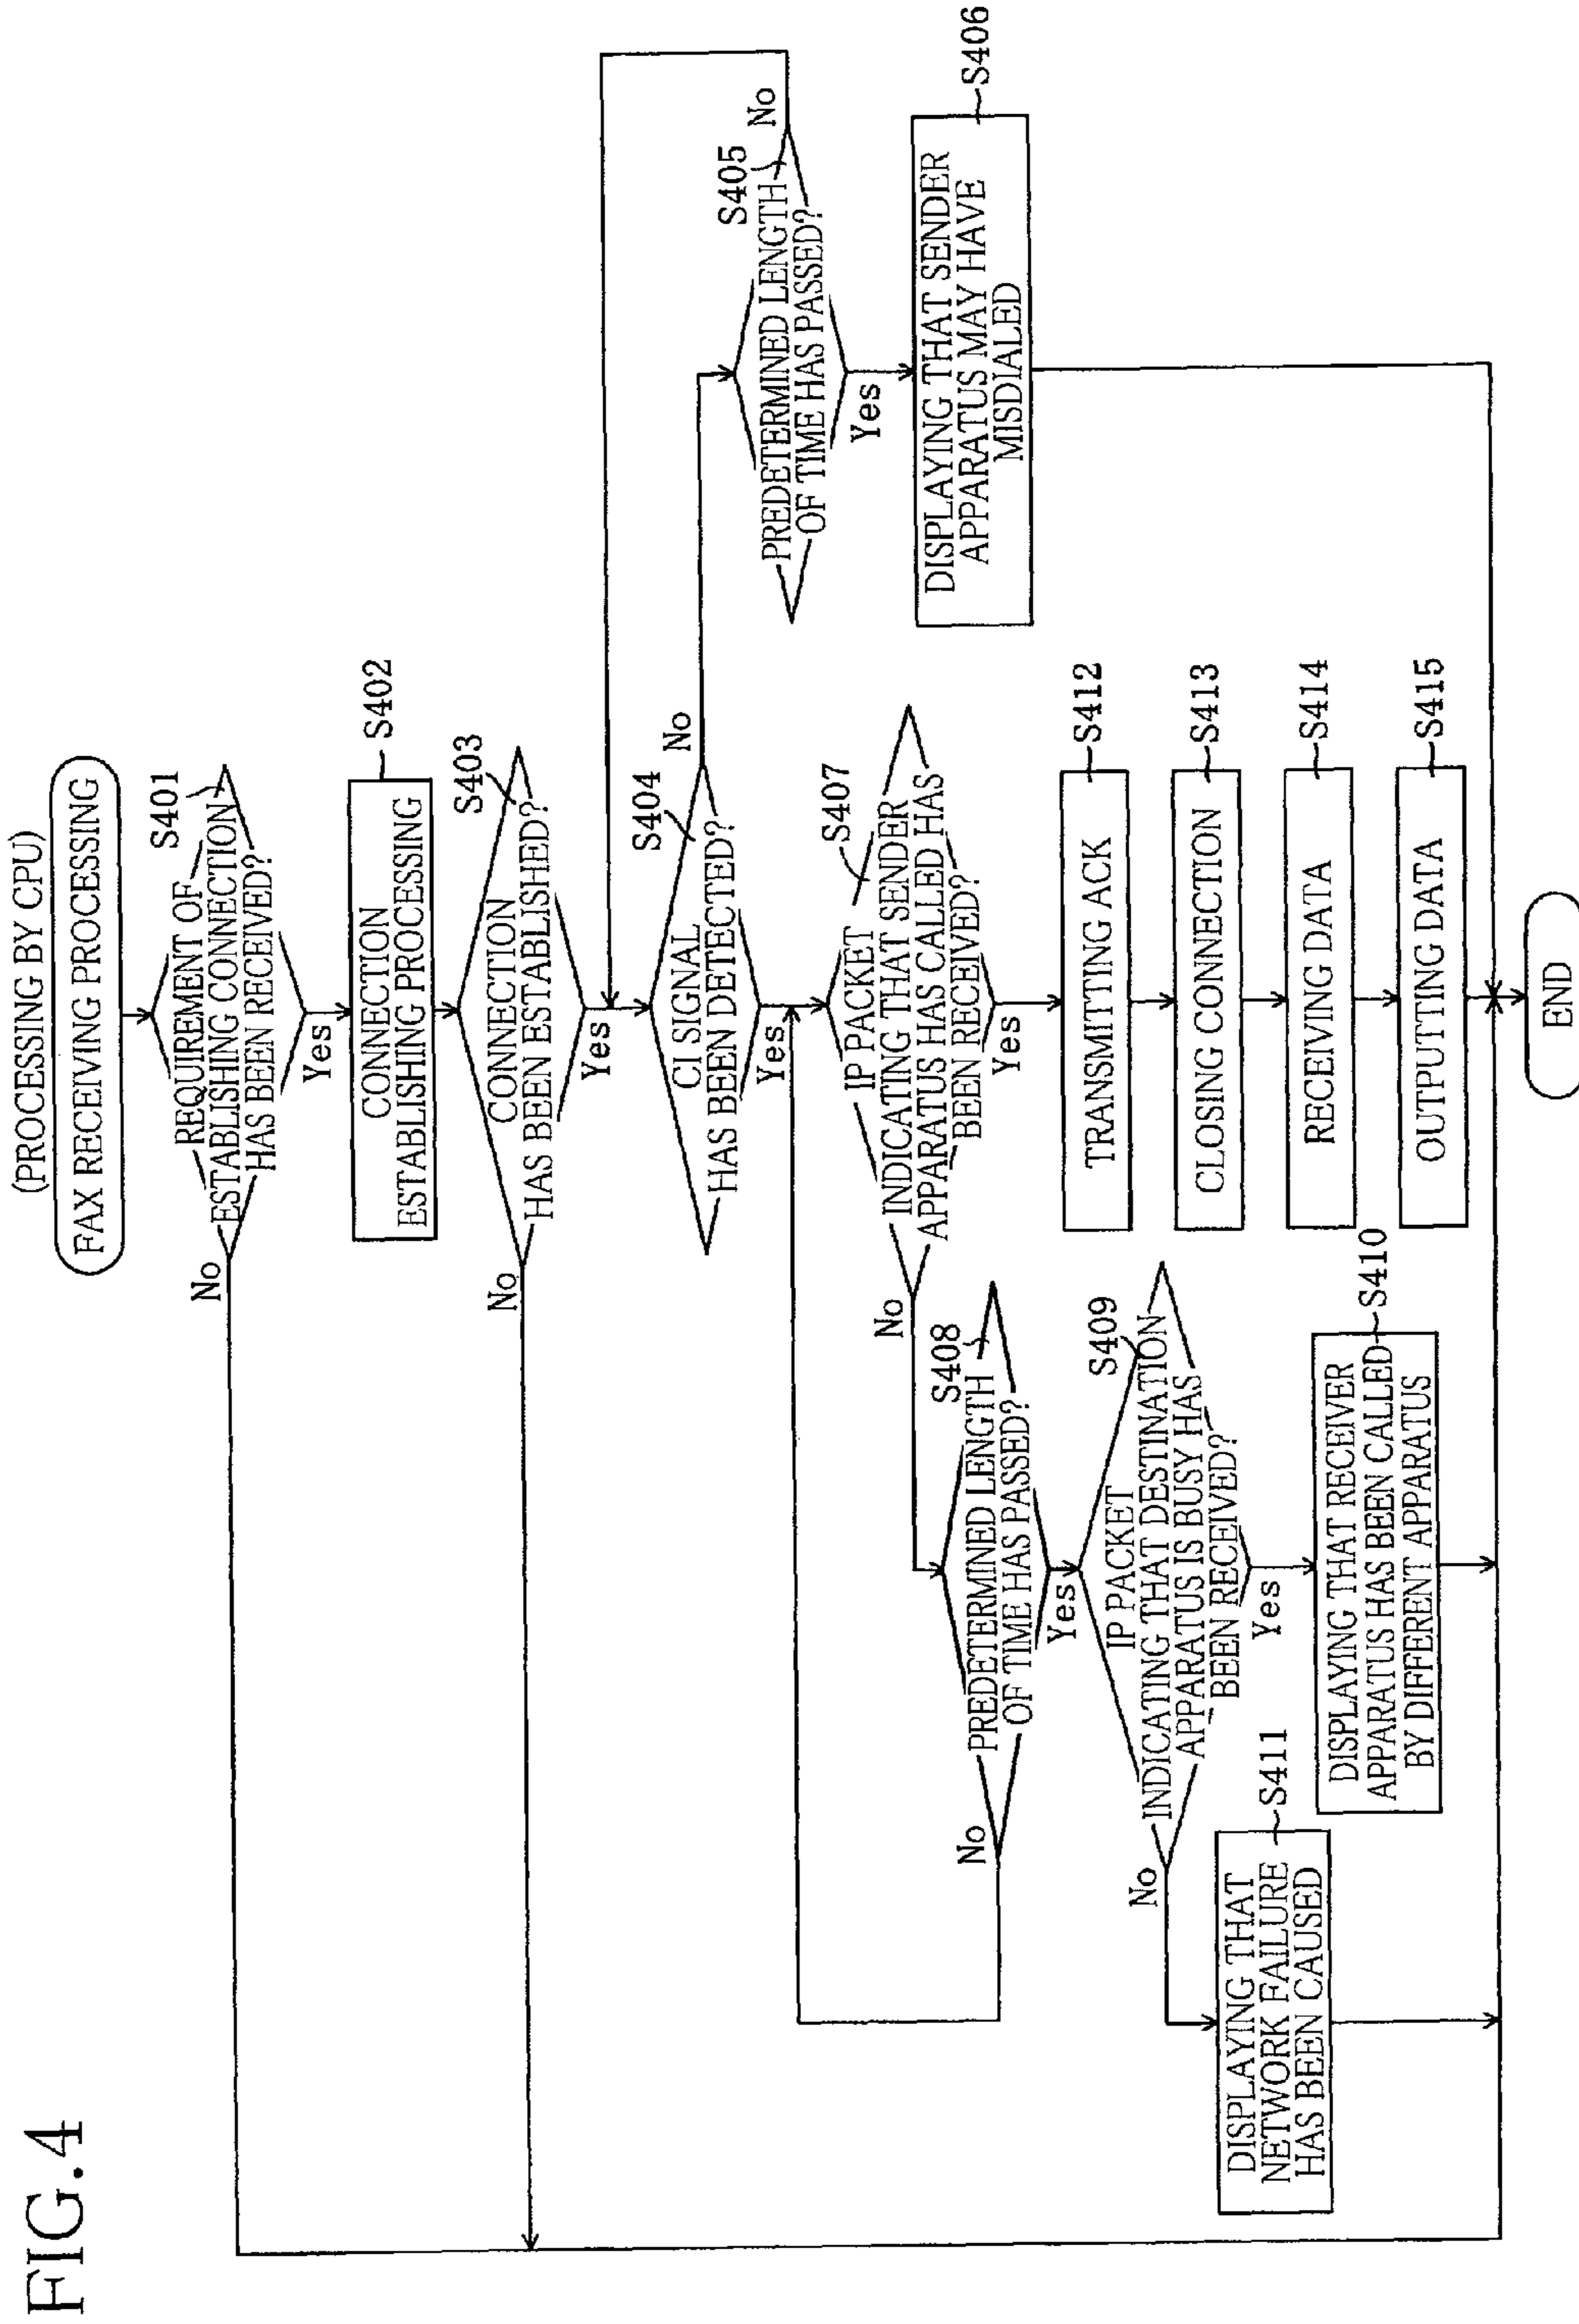 FIG.4
(PROCESSING BY CPU)
FAX RECEIVING PROCESSING
S401
REQUIREMENT OF
ESTABLISHING CONNECTION
HAS BEEN RECEIVED?
No
Yes
S402
CONNECTION
ESTABLISHING PROCESSING
S403
CONNECTION
HAS BEEN ESTABLISHED?
No
Yes
S404
CI SIGNAL
HAS BEEN DETECTED?
No
Yes
S405
PREDETERMINED LENGTH
OF TIME HAS PASSED?
No
Yes
S406
DISPLAYING THAT SENDER
APPARATUS MAY HAVE
MISDIALED
S407
IP PACKET
INDICATING THAT SENDER
APPARATUS HAS CALLED HAS
BEEN RECEIVED?
No
Yes
S408
PREDETERMINED LENGTH
OF TIME HAS PASSED?
No
Yes
S409
IP PACKET
INDICATING THAT DESTINATION
APPARATUS IS BUSY HAS
BEEN RECEIVED?
No
Yes
S410
DISPLAYING THAT RECEIVER
APPARATUS HAS BEEN CALLED
BY DIFFERENT APPARATUS
S411
DISPLAYING THAT
NETWORK FAILURE
HAS BEEN CAUSED
S412
TRANSMITTING ACK
S413
CLOSING CONNECTION
S414
RECEIVING DATA
S415
OUTPUTTING DATA
END